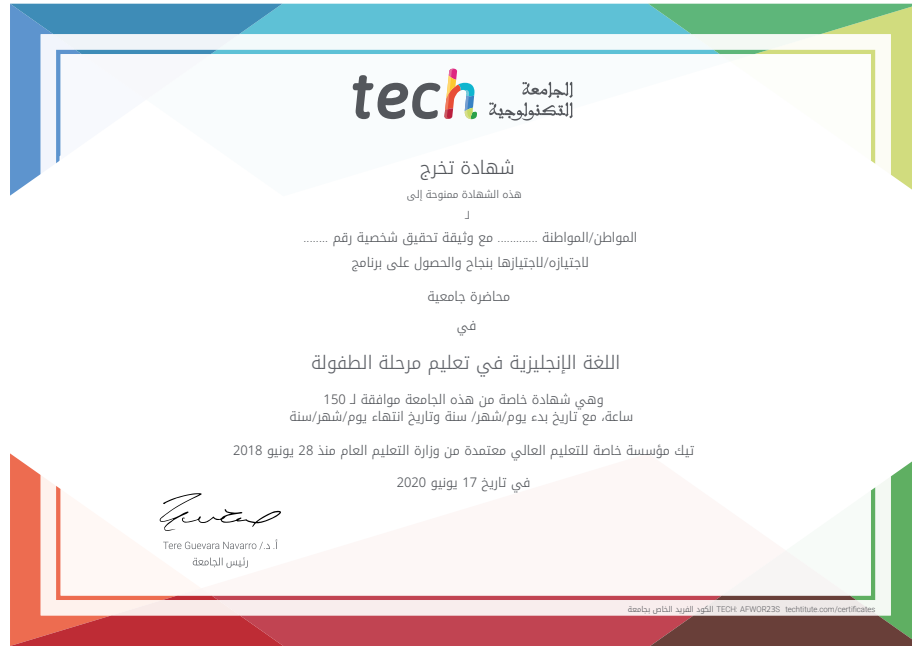 tech
الجامعة
التكنولوجية
شهادة تخرج
هذه الشهادة ممنوحة إلى
لـ
المواطن/المواطنة ............ مع وثيقة تحقيق شخصية رقم ........
لاجتيازه/لاجتيازها بنجاح والحصول على برنامج
محاضرة جامعية
في
اللغة الإنجليزية في تعليم مرحلة الطفولة
وهي شهادة خاصة من هذه الجامعة موافقة لـ 150
ساعة، مع تاريخ بدء يوم/شهر/ سنة وتاريخ انتهاء يوم/شهر/سنة
تيك مؤسسة خاصة للتعليم العالي معتمدة من وزارة التعليم العام منذ 28 يونيو 2018
في تاريخ 17 يونيو 2020
أ. د./ Tere Guevara Navarro
رئيس الجامعة
الكود الفريد الخاص بجامعة TECH: AFWOR23S techtitute.com/certificates